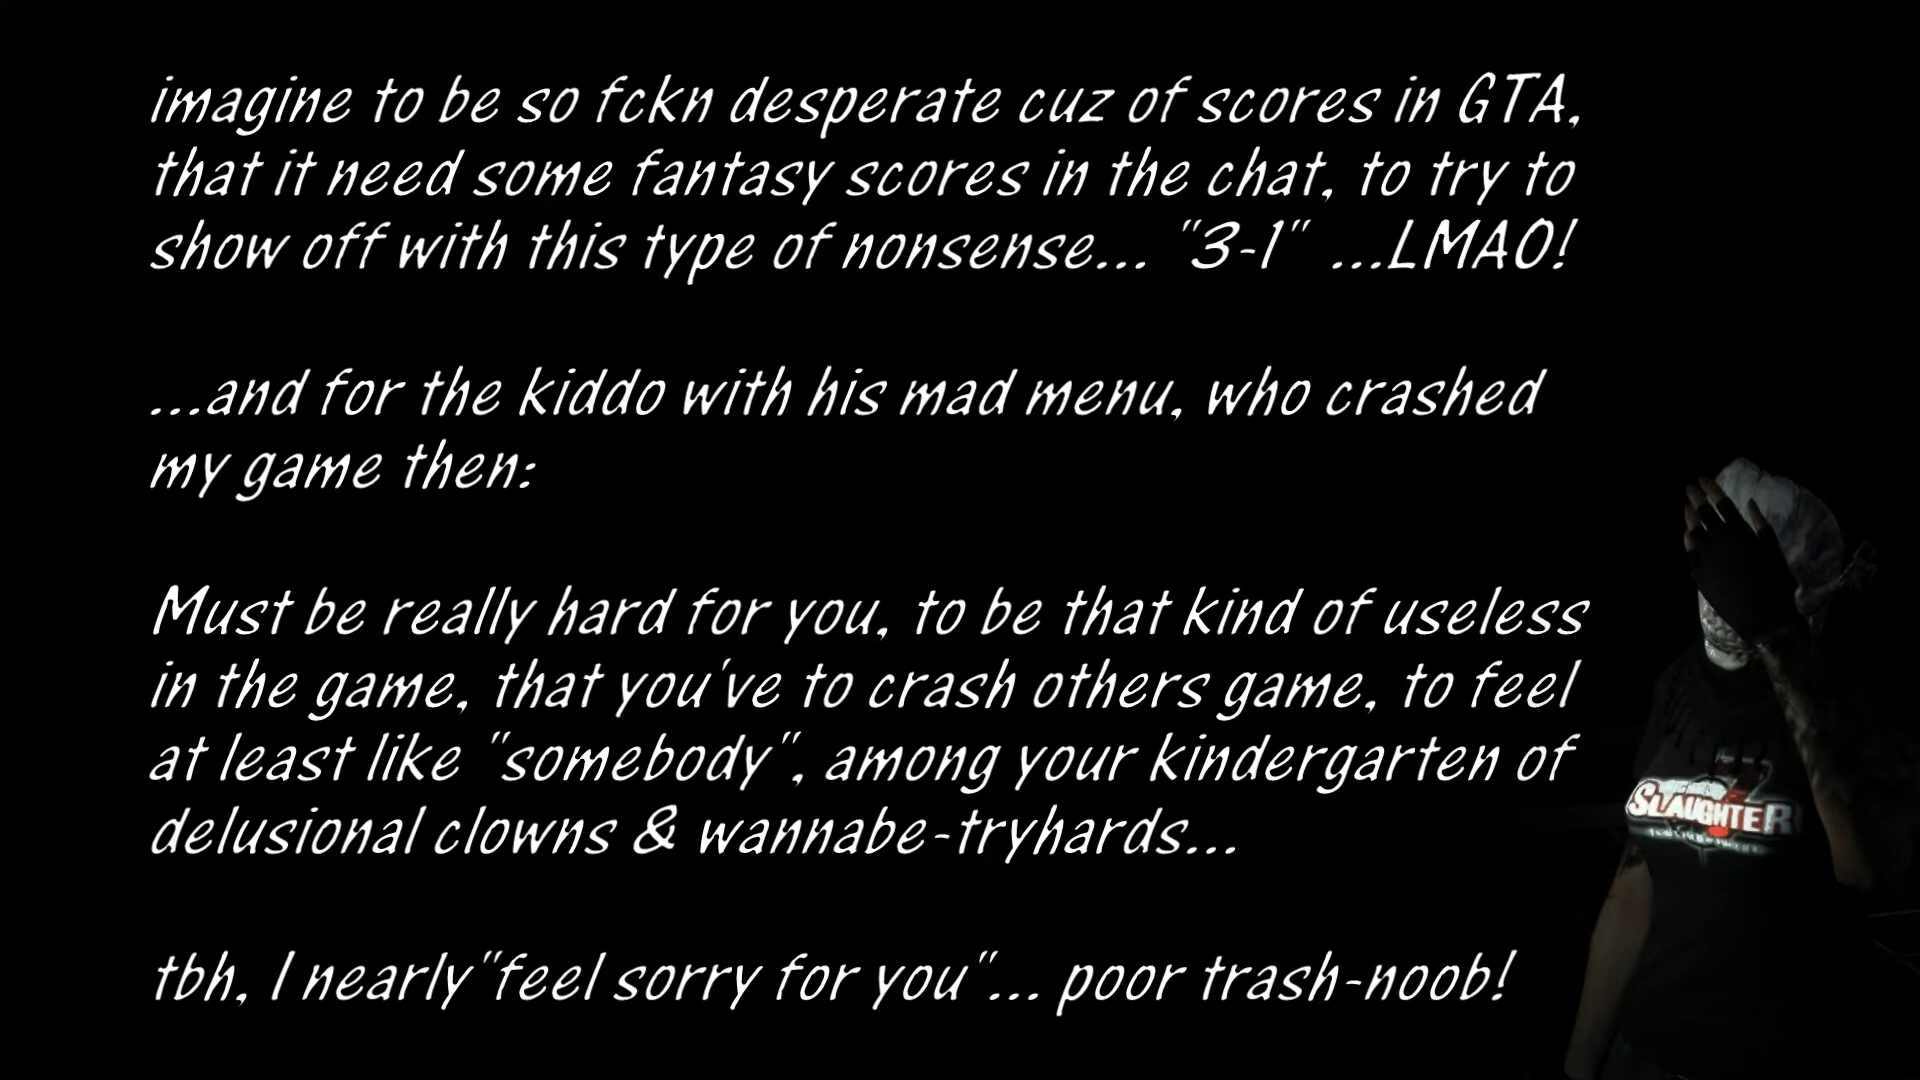 imagine to be so fckn desperate cuz of scores in GTA,
that it need some fantasy scores in the chat, to try to
show off with this type of nonsense... "3-1" ...LMAO!
...and for the kiddo with his mad menu, who crashed
my game then:
Must be really hard for you, to be that kind of useless
in the game, that you've to crash others game, to feel
at least like "somebody", among your kindergarten of
delusional clowns & wannabe-tryhards...
tbh, I nearly"feel sorry for you"... poor trash-noob!
SLAUGHTER